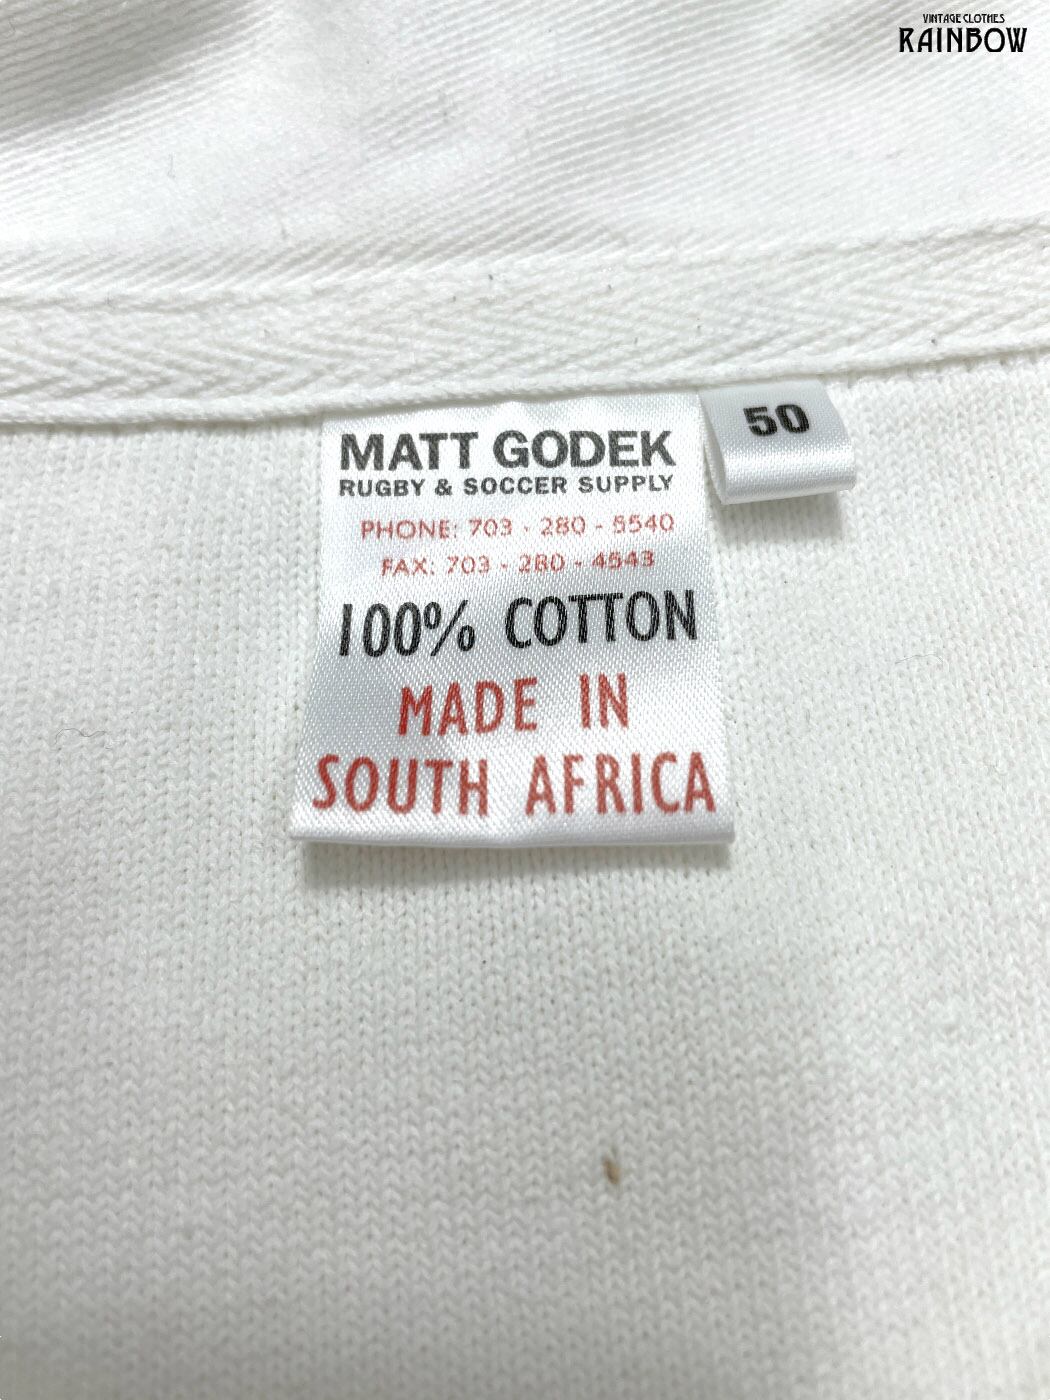 VINTAGE CLOTHES
RAINBOW
50
MATT GODEK
RUGBY & SOCCER SUPPLY
PHONE: 703 - 280 - 5540
FAX: 703 - 280 - 4543
100% COTTON
MADE IN
SOUTH AFRICA